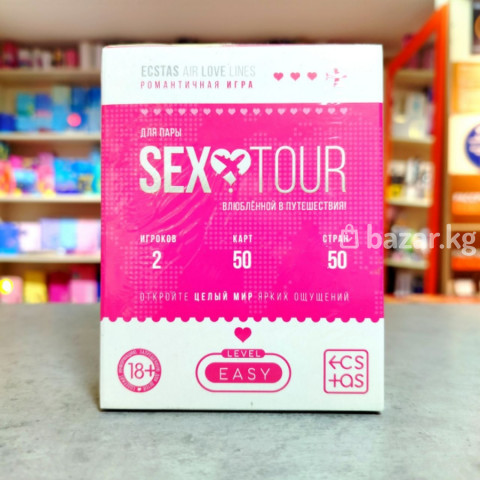 ECSTAS AIR LOVE LINES
РОМАНТИЧНАЯ ИГРА
ДЛЯ ПАРЫ
SEX TOUR
ВЛЮБЛЁННОЙ В ПУТЕШЕСТВИЯ!
ИГРОКОВ КАРТ СТРАН
2 50 50
bazar.kg
ОТКРОЙТЕ ЦЕЛЫЙ МИР ЯРКИХ ОЩУЩЕНИЙ
LEVEL
EASY
18+
ECS
TAS